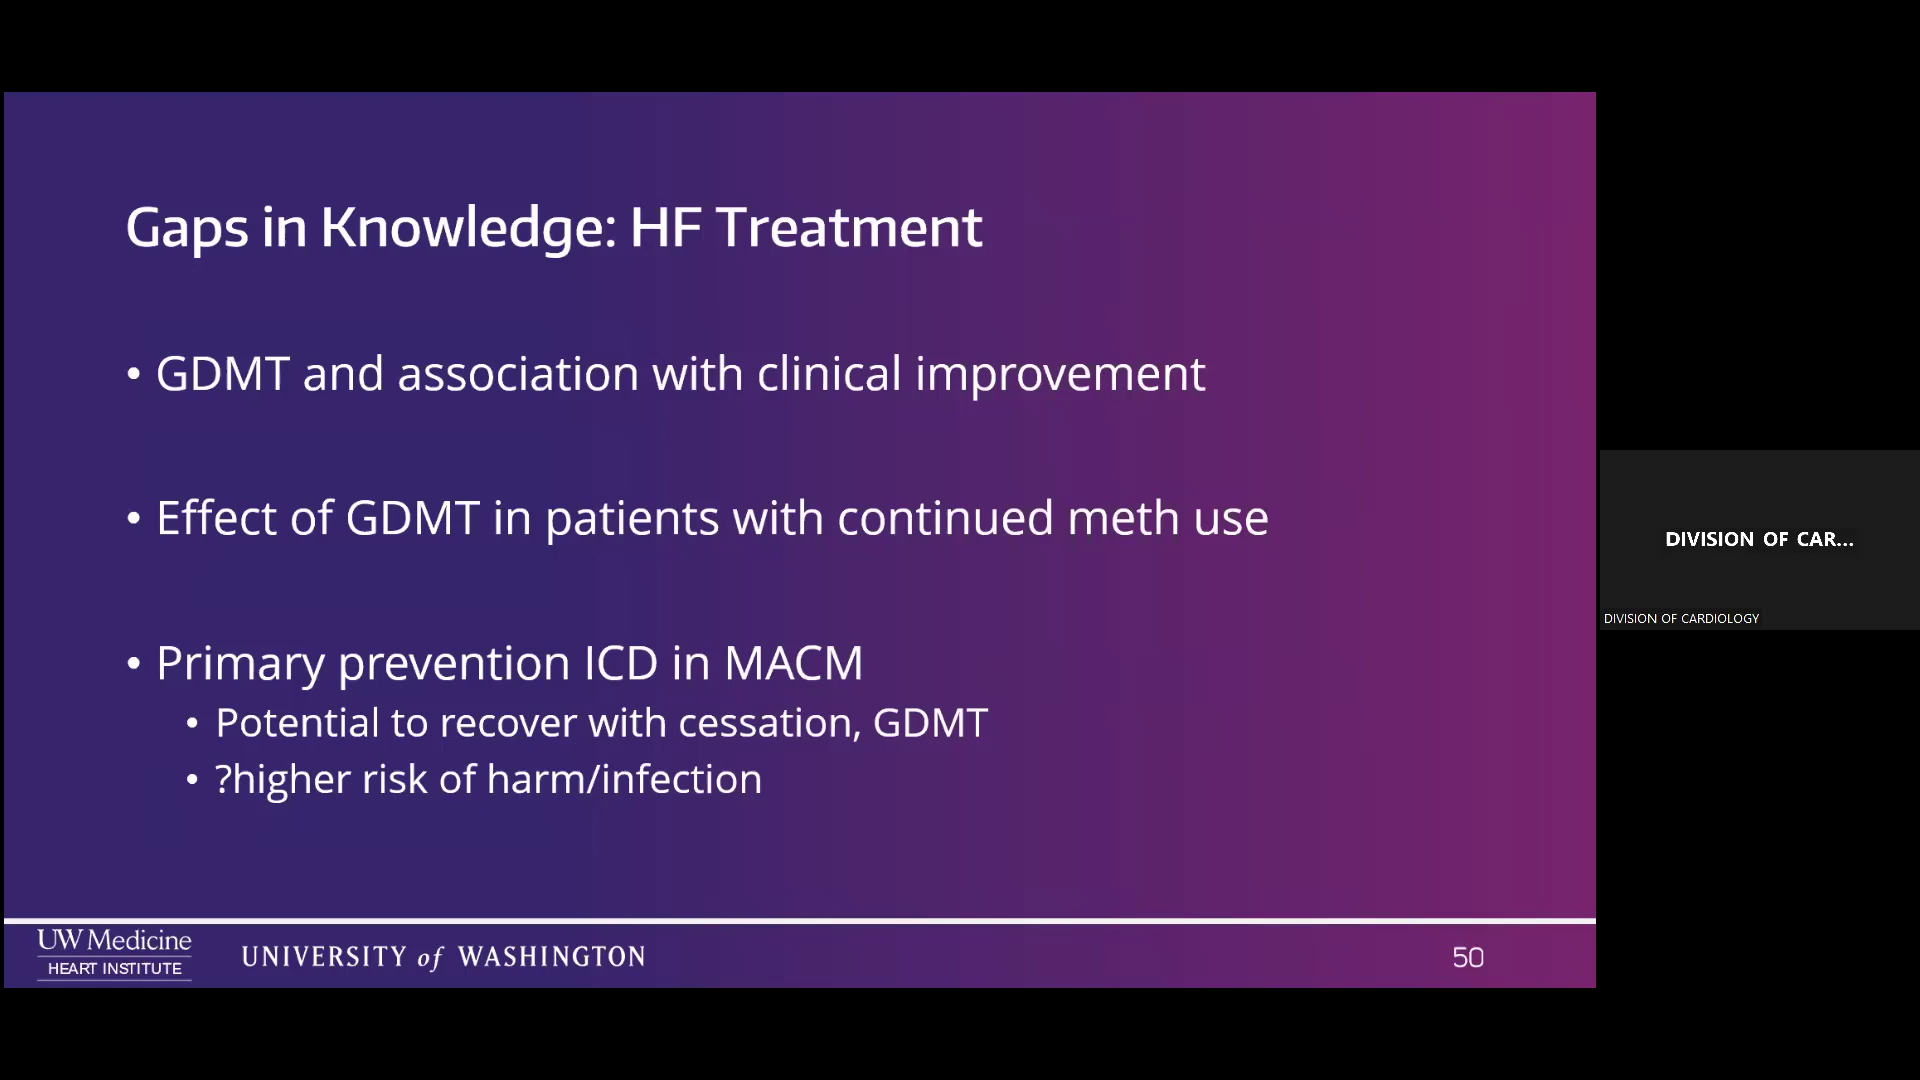 Gaps in Knowledge: HF Treatment
• GDMT and association with clinical improvement
• Effect of GDMT in patients with continued meth use
• Primary prevention ICD in MACM
• Potential to recover with cessation, GDMT
• ?higher risk of harm/infection
UW Medicine
HEART INSTITUTE
UNIVERSITY of WASHINGTON
50
DIVISION OF CAR...
DIVISION OF CARDIOLOGY